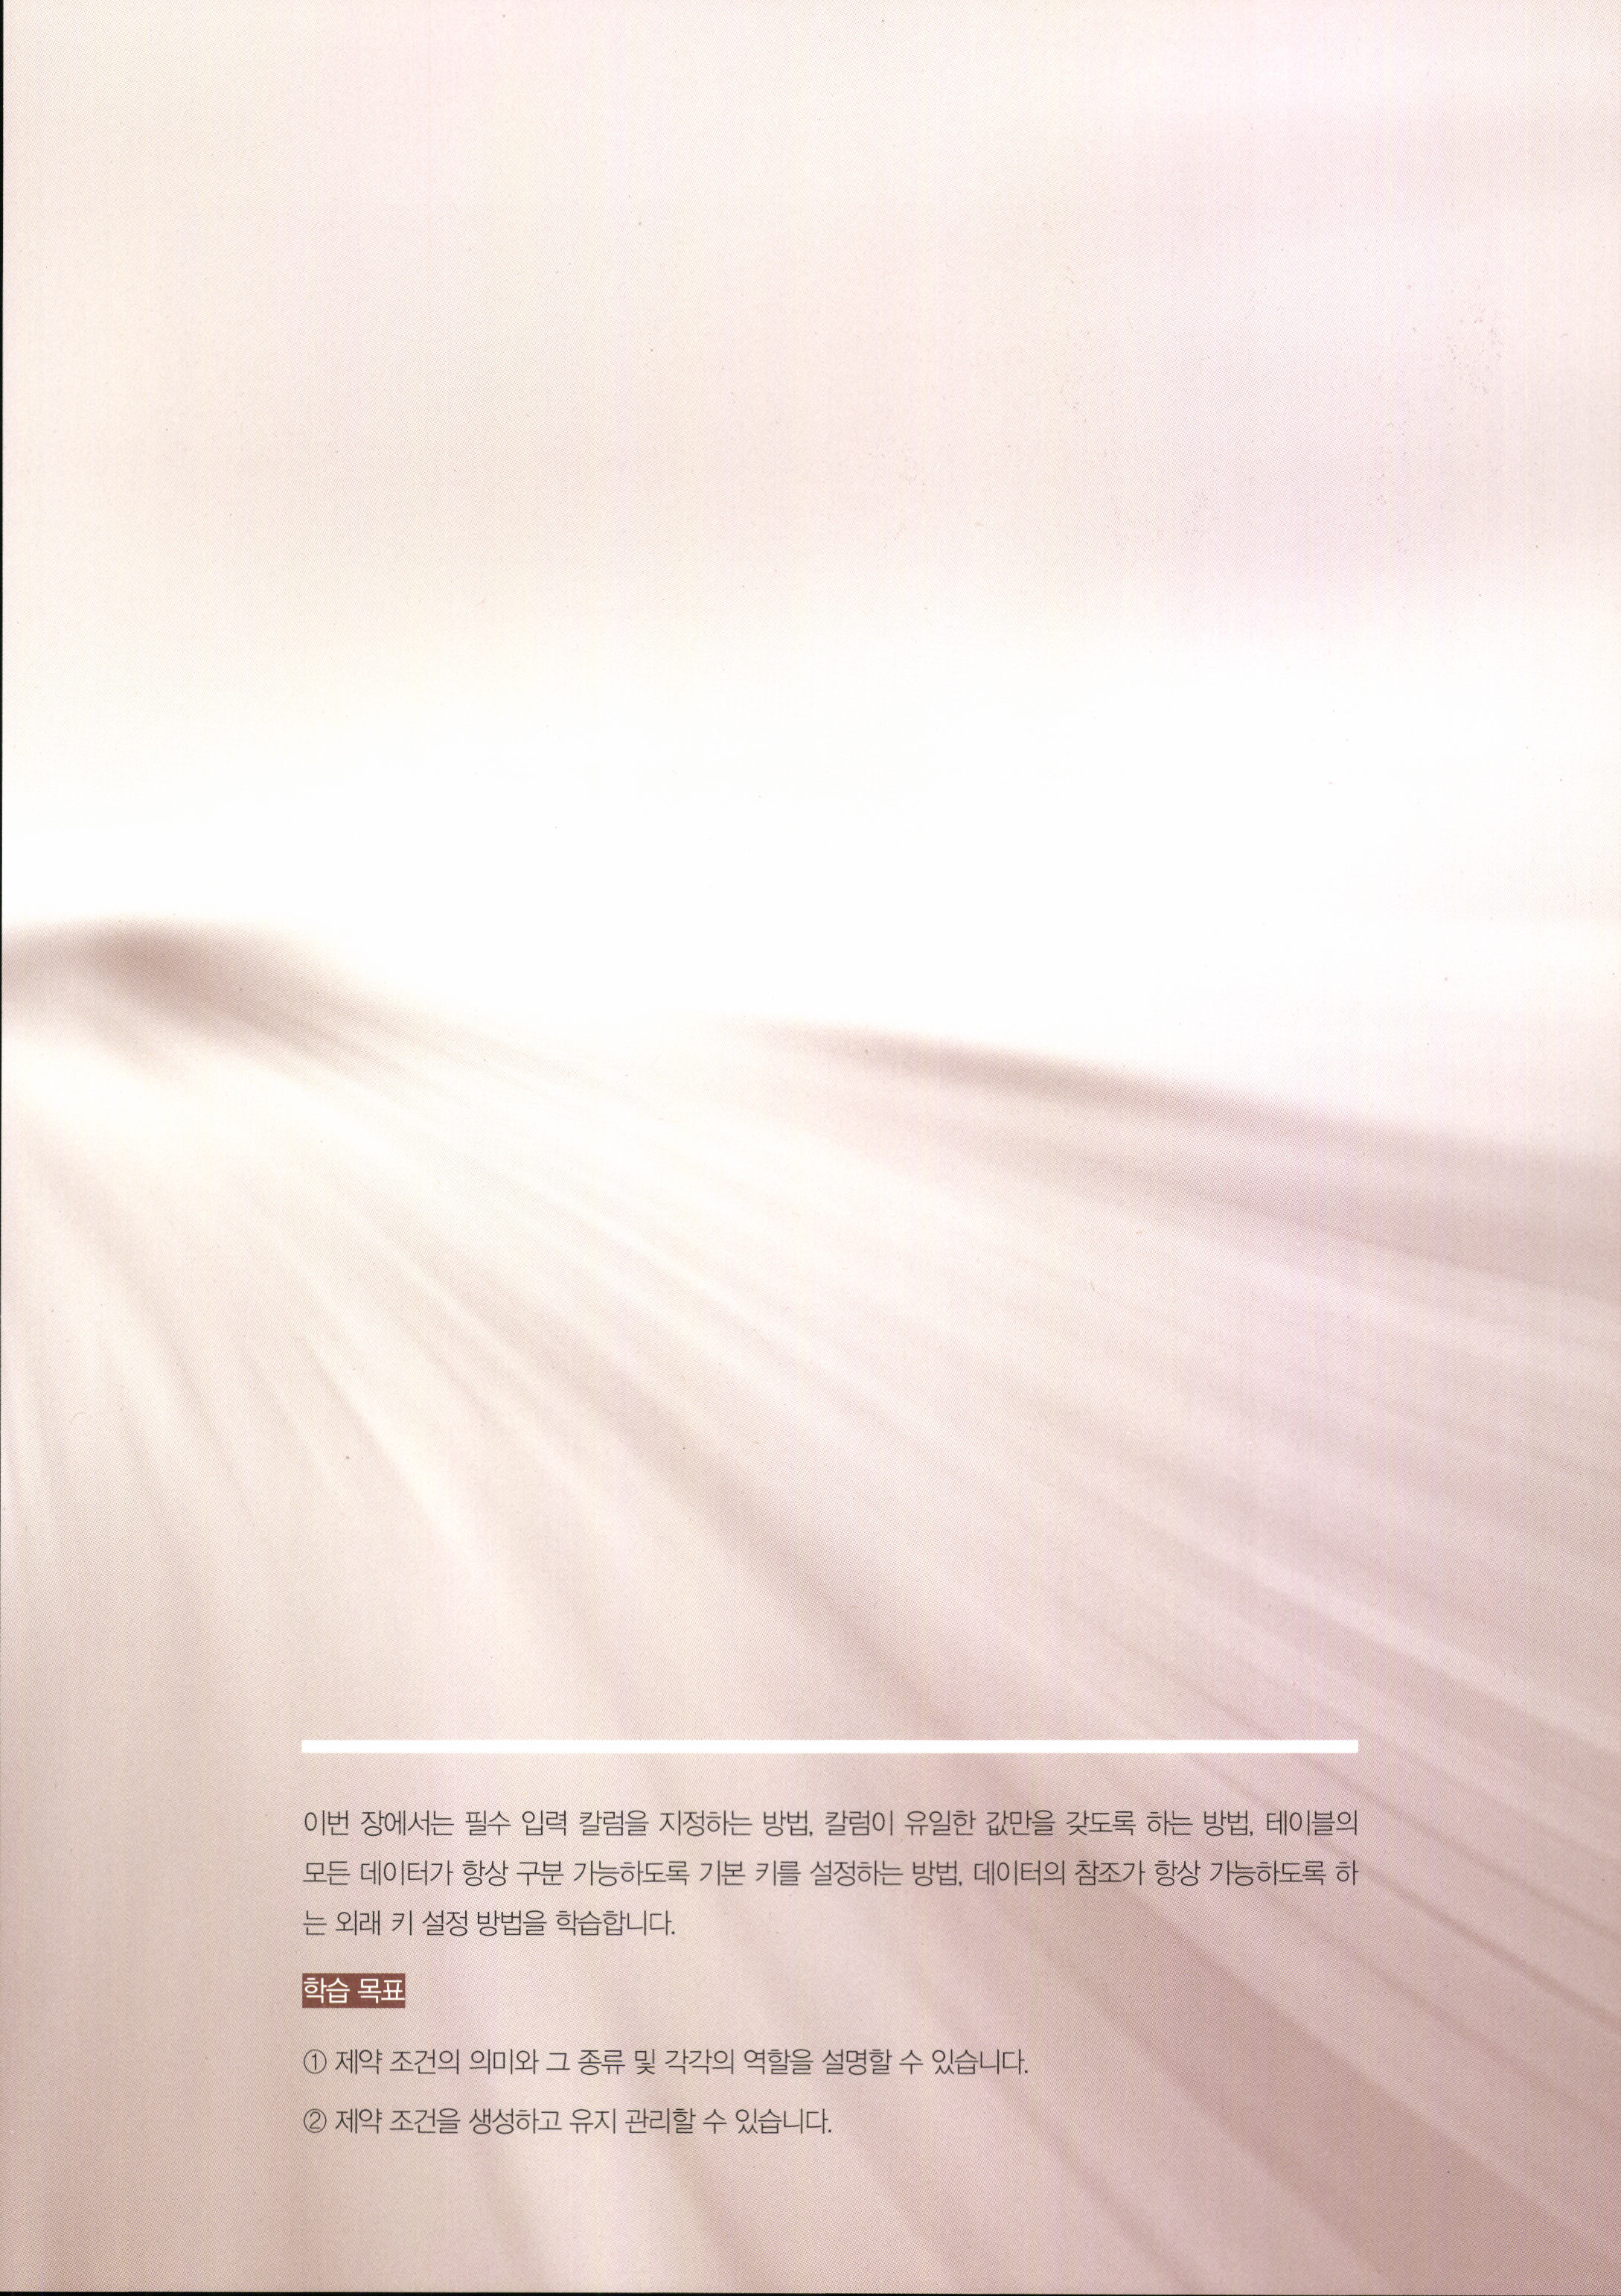 이번 장에서는 필수 입력 칼럼을 지정하는 방법, 칼럼이 유일한 값만을 갖도록 하는 방법, 테이블의
모든 데이터가 항상 구분 가능하도록 기본 키를 설정하는 방법, 데이터의 참조가 항상 가능하도록 하
는 외래 키 설정 방법을 학습합니다.
학습 목표
① 제약 조건의 의미와 그 종류 및 각각의 역할을 설명할 수 있습니다.
② 제약 조건을 생성하고 유지 관리할 수 있습니다.